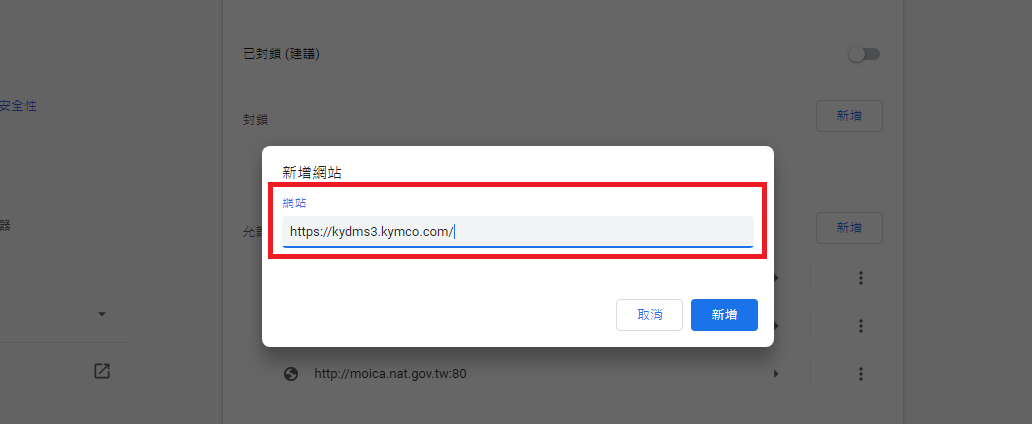 已封鎖 (建議)
安全性
封鎖
新增
新增網站
網站
器
允
新增
https://kydms3.kymco.com/
取消
新增
http://moica.nat.gov.tw:80